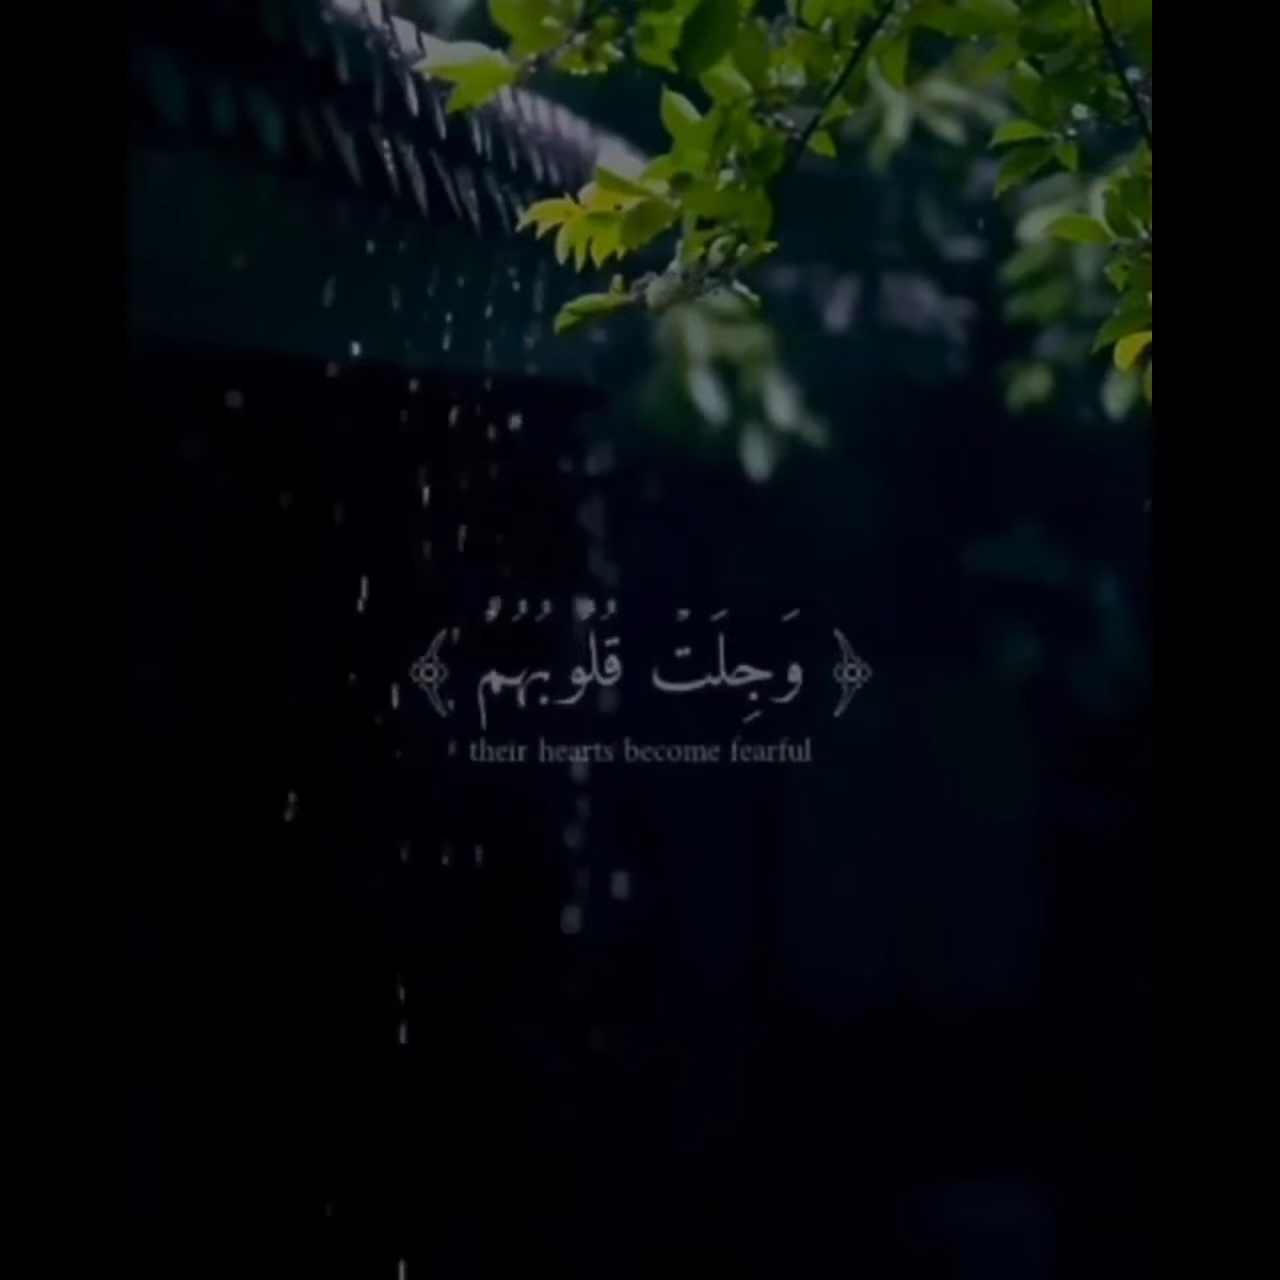 ﴿ وَجِلَتْ قُلُوبُهُمْ ﴾
their hearts become fearful